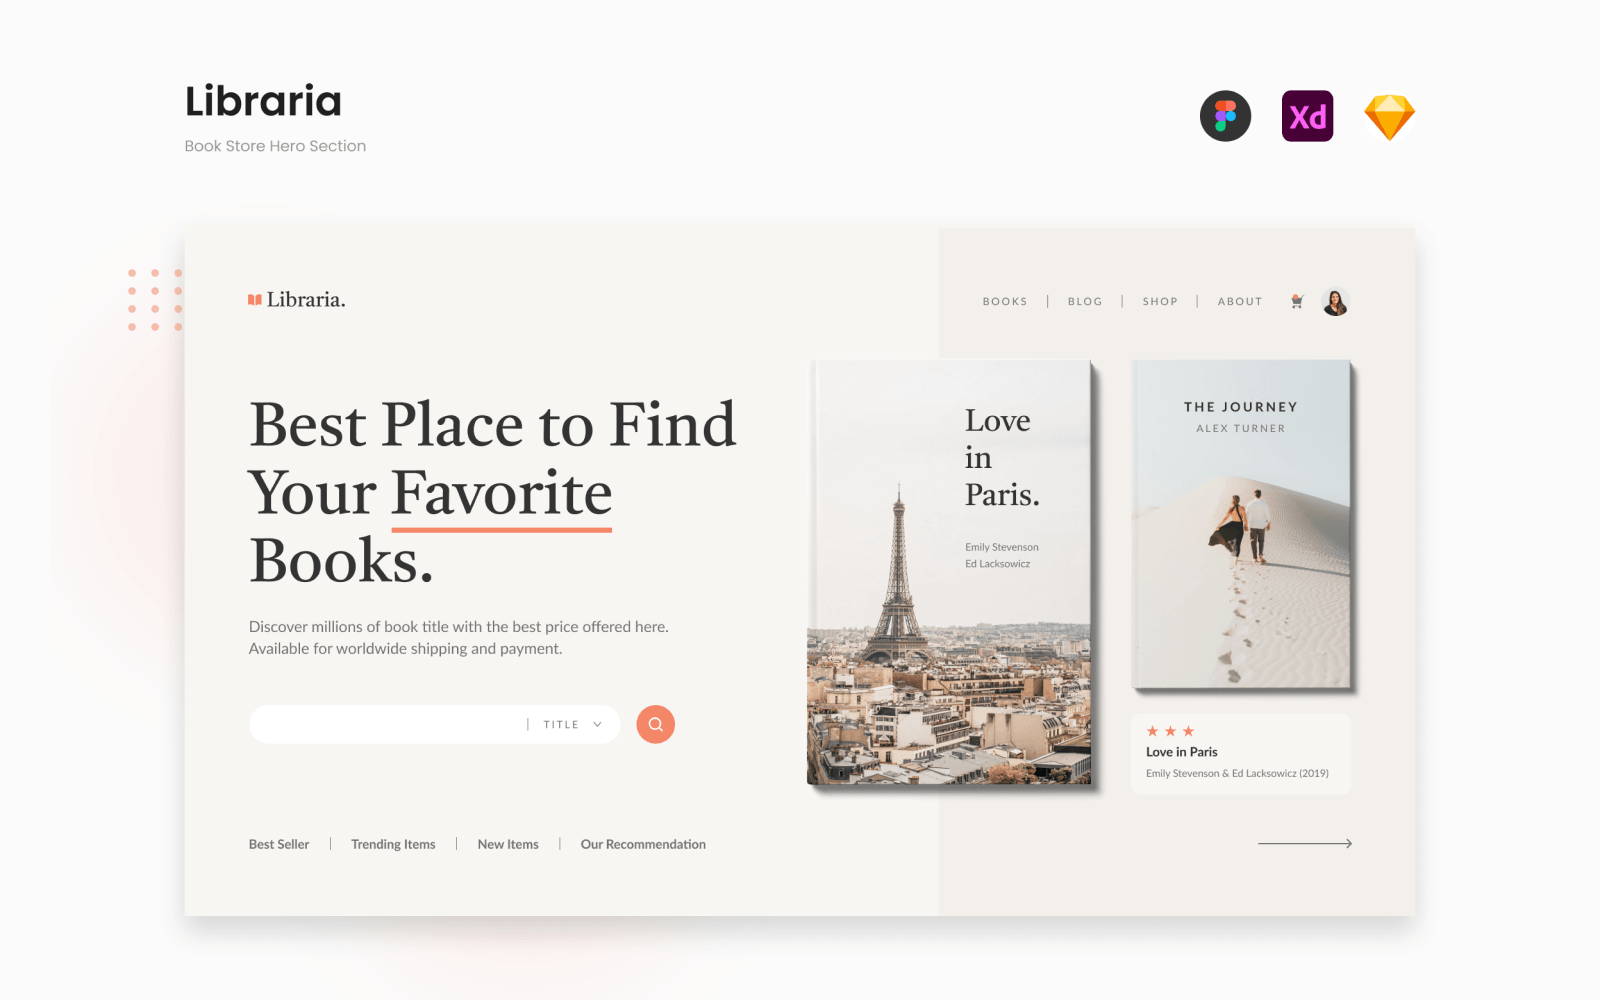 Libraria
Book Store Hero Section
Xd
Libraria.
BOOKS | BLOG | SHOP | ABOUT
Best Place to Find
Your Favorite
Books.
Discover millions of book title with the best price offered here.
Available for worldwide shipping and payment.
| TITLE
Best Seller | Trending Items | New Items | Our Recommendation
Love
in
Paris.
Emily Stevenson
Ed Lacksowicz
THE JOURNEY
ALEX TURNER
Love in Paris
Emily Stevenson & Ed Lacksowicz (2019)